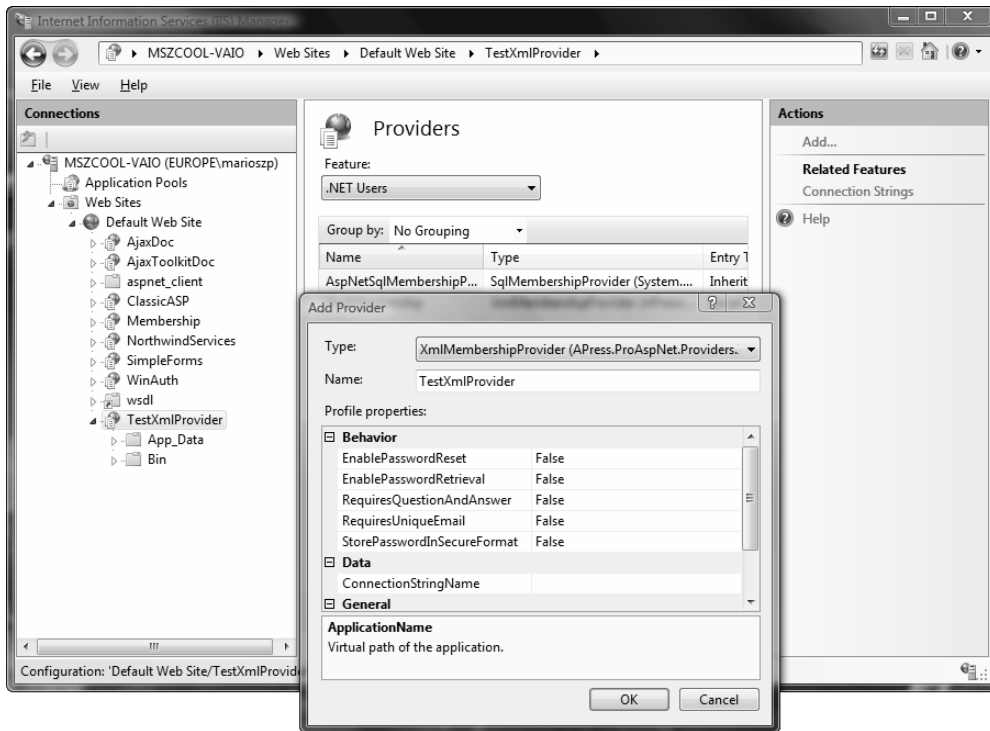 Internet Information Services (IIS) Manager
MSZCOOL-VAIO Web Sites Default Web Site TestXmlProvider
File View Help
Connections
MSZCOOL-VAIO (EUROPE\marioszp)
Application Pools
Web Sites
Default Web Site
AjaxDoc
AjaxToolkitDoc
aspnet_client
ClassicASP
Membership
NorthwindServices
SimpleForms
WinAuth
wsdl
TestXmlProvider
App_Data
Bin
Providers
Feature:
.NET Users
Group by: No Grouping
Name Type Entry T
AspNetSqlMembershipP... SqlMembershipProvider (System.... Inherit
Actions
Add...
Related Features
Connection Strings
Help
Add Provider
Type: XmlMembershipProvider (APress.ProAspNet.Providers.
Name: TestXmlProvider
Profile properties:
Behavior
EnablePasswordReset False
EnablePasswordRetrieval False
RequiresQuestionAndAnswer False
RequiresUniqueEmail False
StorePasswordInSecureFormat False
Data
ConnectionStringName
General
ApplicationName
Virtual path of the application.
OK Cancel
Configuration: 'Default Web Site/TestXmlProvid